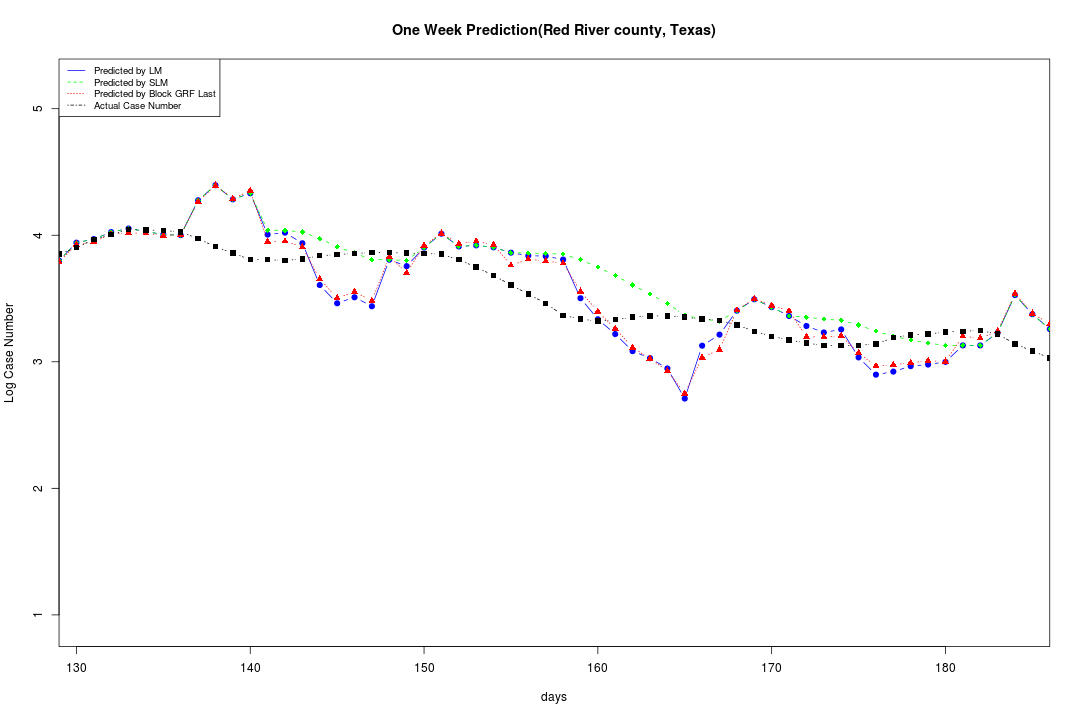 One Week Prediction(Red River county, Texas)
Predicted by LM
Predicted by SLM
Predicted by Block GRF Last
Actual Case Number
5
4
3
2
1
Log Case Number
130 140 150 160 170 180
days